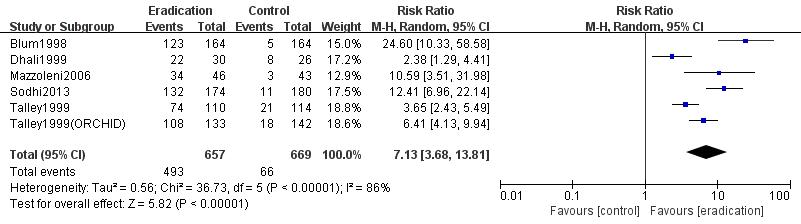 Eradication Control Risk Ratio Risk Ratio
Study or Subgroup Events Total Events Total Weight M-H, Random, 95% CI M-H, Random, 95% CI
Blum1998 123 164 5 164 15.0% 24.60 [10.33, 58.58]
Dhali1999 22 30 8 26 17.0% 2.38 [1.29, 4.41]
Mazzoleni2006 34 46 3 43 12.9% 10.59 [3.51, 31.98]
Sodhi2013 132 174 11 180 17.3% 12.41 [6.96, 22.14]
Talley1999 74 110 21 114 18.6% 3.65 [2.43, 5.49]
Talley1999(ORCHID) 108 133 18 142 18.4% 6.41 [4.13, 9.94]
Total (95% CI) 657 669 100.0% 7.13 [3.68, 13.81]
Total events 493 66
Heterogeneity: Tau² = 0.56; Chi² = 36.73, df = 5 (P < 0.00001); I² = 86%
Test for overall effect: Z = 5.82 (P < 0.00001)
0.01 0.1 1 10 100
Favours [control] Favours [eradication]